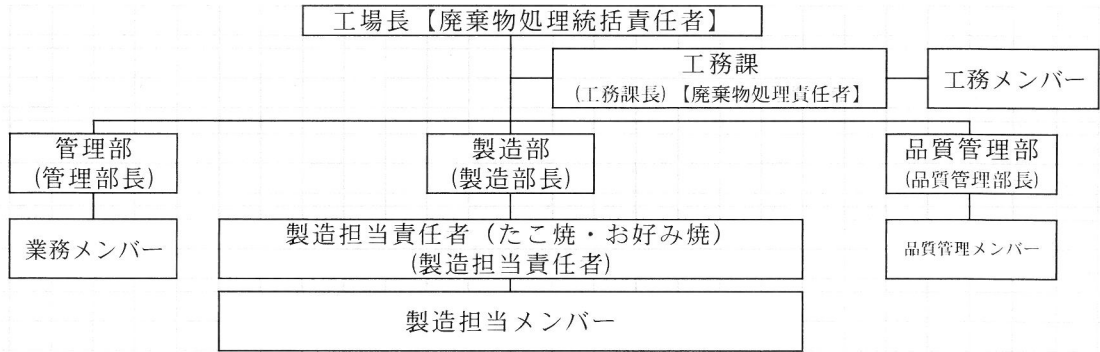 工場長【廃棄物処理統括責任者】
工務課
(工務課長)【廃棄物処理責任者】
工務メンバー
管理部
(管理部長)
製造部
(製造部長)
品質管理部
(品質管理部長)
業務メンバー
製造担当責任者(たこ焼・お好み焼)
(製造担当責任者)
品質管理メンバー
製造担当メンバー